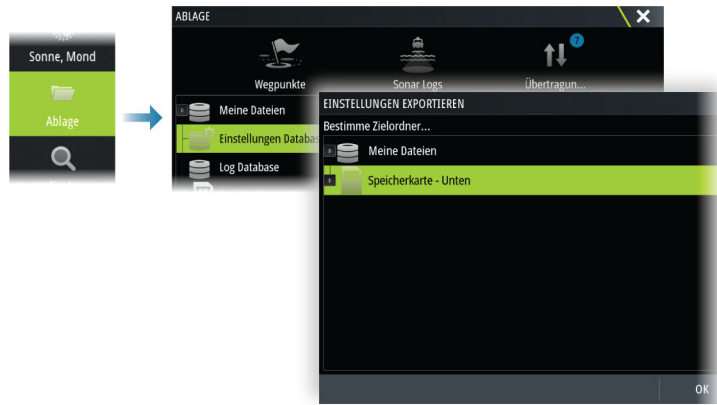 Sonne, Mond
Ablage
ABLAGE
7
Wegpunkte
Sonar Logs
Übertragun...
Meine Dateien
Einstellungen Databas
Log Database
EINSTELLUNGEN EXPORTIEREN
Bestimme Zielordner...
Meine Dateien
Speicherkarte - Unten
OK